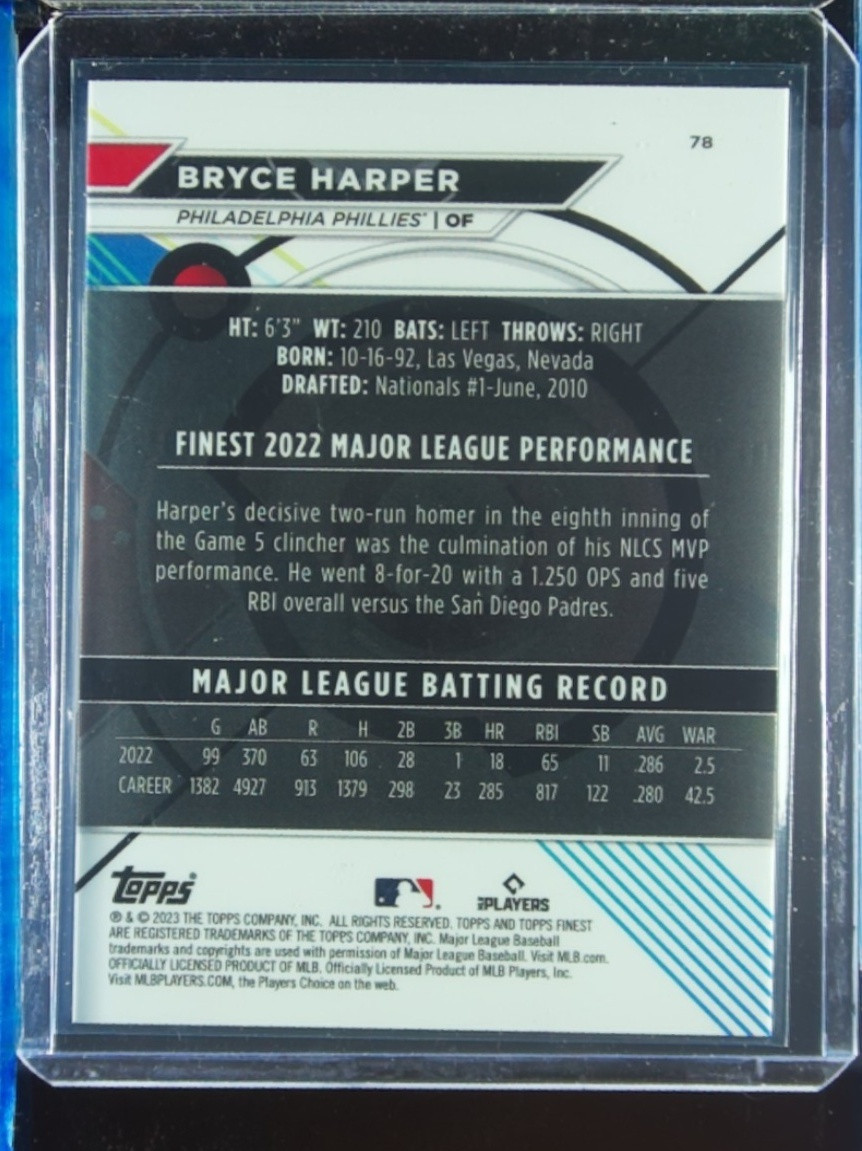 78
BRYCE HARPER
PHILADELPHIA PHILLIES® | OF
HT: 6'3" WT: 210 BATS: LEFT THROWS: RIGHT
BORN: 10-16-92, Las Vegas, Nevada
DRAFTED: Nationals #1-June, 2010
FINEST 2022 MAJOR LEAGUE PERFORMANCE
Harper's decisive two-run homer in the eighth inning of
the Game 5 clincher was the culmination of his NLCS MVP
performance. He went 8-for-20 with a 1.250 OPS and five
RBI overall versus the San Diego Padres.
MAJOR LEAGUE BATTING RECORD
G AB R H 2B 3B HR RBI SB AVG WAR
2022 99 370 63 106 28 1 18 65 11 .286 2.5
CAREER 1382 4927 913 1379 298 23 285 817 122 .280 42.5
Topps®
MLB PLAYERS
® & © 2023 THE TOPPS COMPANY, INC. ALL RIGHTS RESERVED. TOPPS AND TOPPS FINEST
ARE REGISTERED TRADEMARKS OF THE TOPPS COMPANY, INC. Major League Baseball
trademarks and copyrights are used with permission of Major League Baseball. Visit MLB.com.
OFFICIALLY LICENSED PRODUCT OF MLB. Officially Licensed Product of MLB Players, Inc.
Visit MLBPLAYERS.COM, the Players Choice on the web.